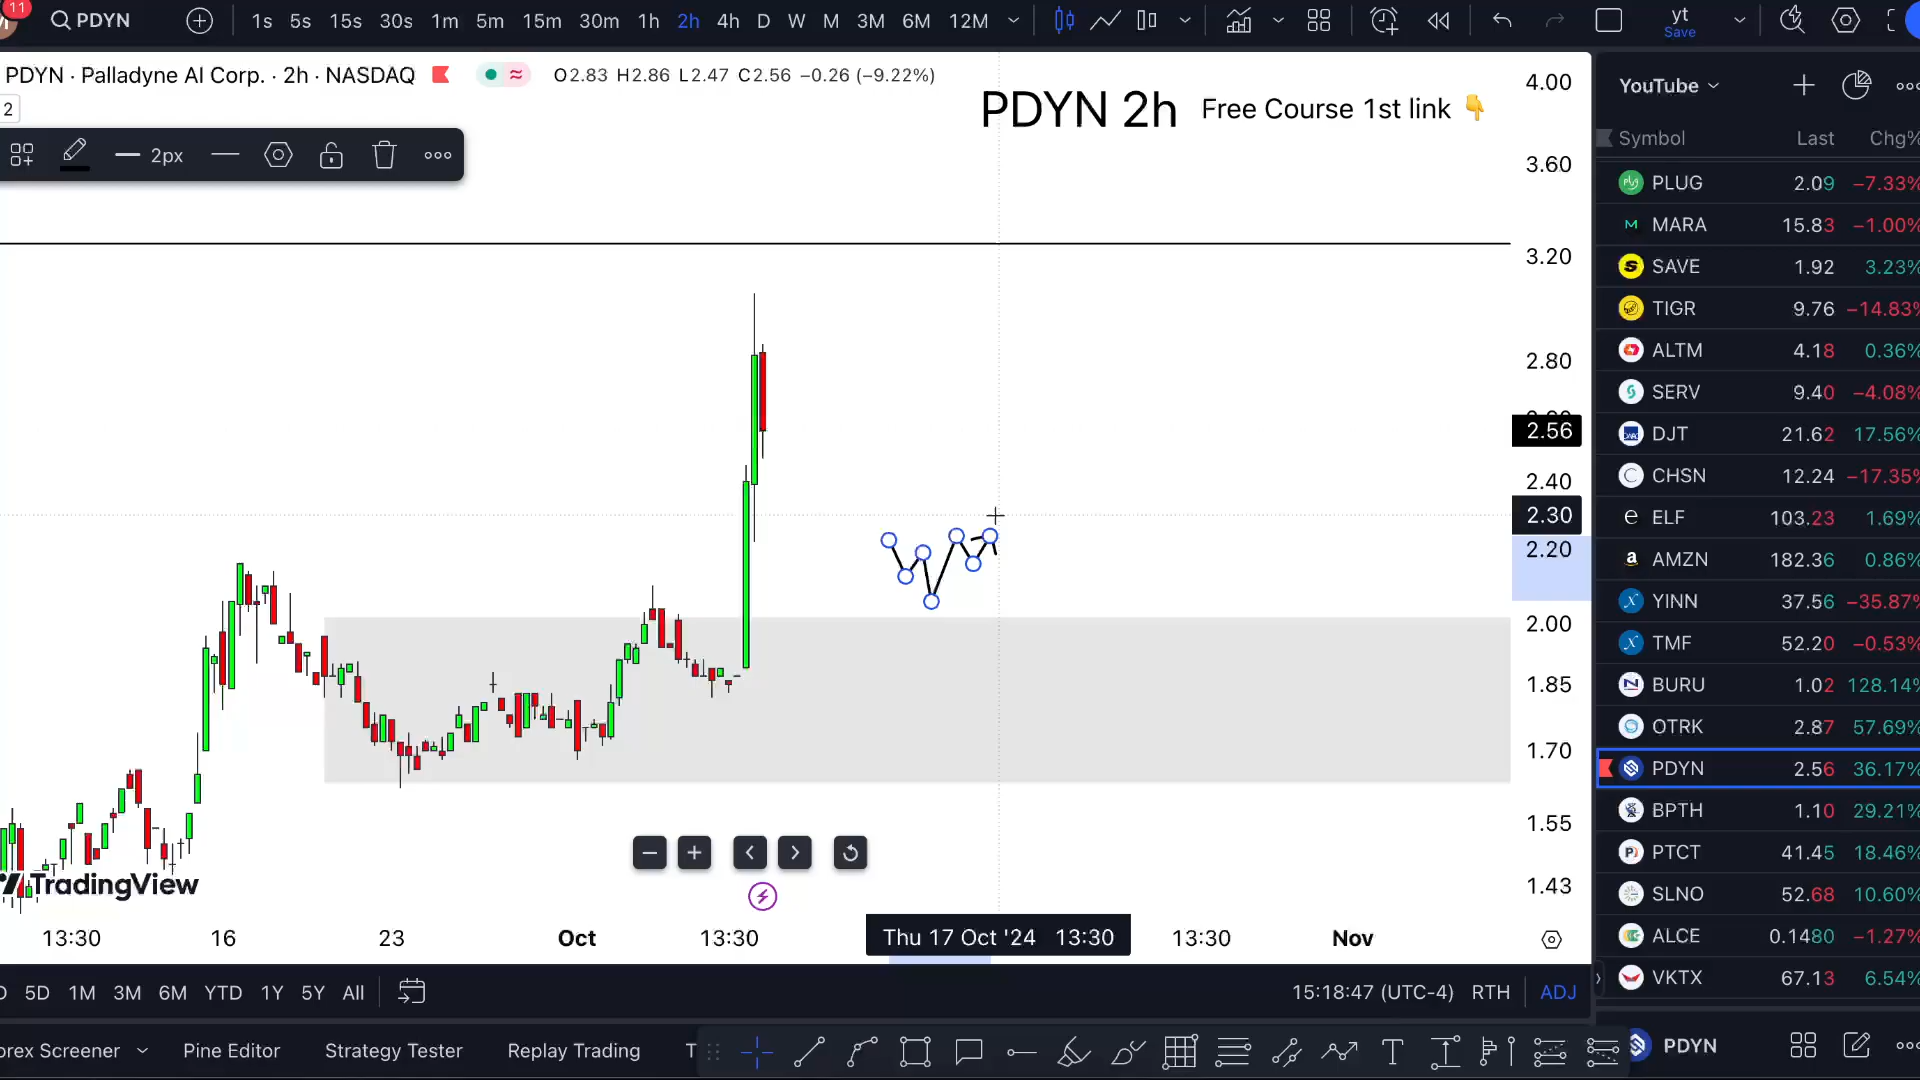 11
PDYN 1s 5s 15s 30s 1m 5m 15m 30m 1h 2h 4h D W M 3M 6M 12M yt
Save
PDYN · Palladyne AI Corp. · 2h · NASDAQ O2.83 H2.86 L2.47 C2.56 −0.26 (−9.22%)
2
PDYN 2h Free Course 1st link 👇
2px
4.00
3.60
3.20
2.80
2.56
2.40
2.30
2.20
2.00
1.85
1.70
1.55
1.43
TradingView
13:30 16 23 Oct 13:30 Thu 17 Oct '24 13:30 13:30 Nov
5D 1M 3M 6M YTD 1Y 5Y All
15:18:47 (UTC-4) RTH ADJ
orex Screener Pine Editor Strategy Tester Replay Trading T
YouTube
Symbol Last Chg%
PLUG 2.09 −7.33%
MARA 15.83 −1.00%
SAVE 1.92 3.23%
TIGR 9.76 −14.83%
ALTM 4.18 0.36%
SERV 9.40 −4.08%
DJT 21.62 17.56%
CHSN 12.24 −17.35%
ELF 103.23 1.69%
AMZN 182.36 0.86%
YINN 37.56 −35.87%
TMF 52.20 −0.53%
BURU 1.02 128.14%
OTRK 2.87 57.69%
PDYN 2.56 36.17%
BPTH 1.10 29.21%
PTCT 41.45 18.46%
SLNO 52.68 10.60%
ALCE 0.1480 −1.27%
VKTX 67.13 6.54%
PDYN